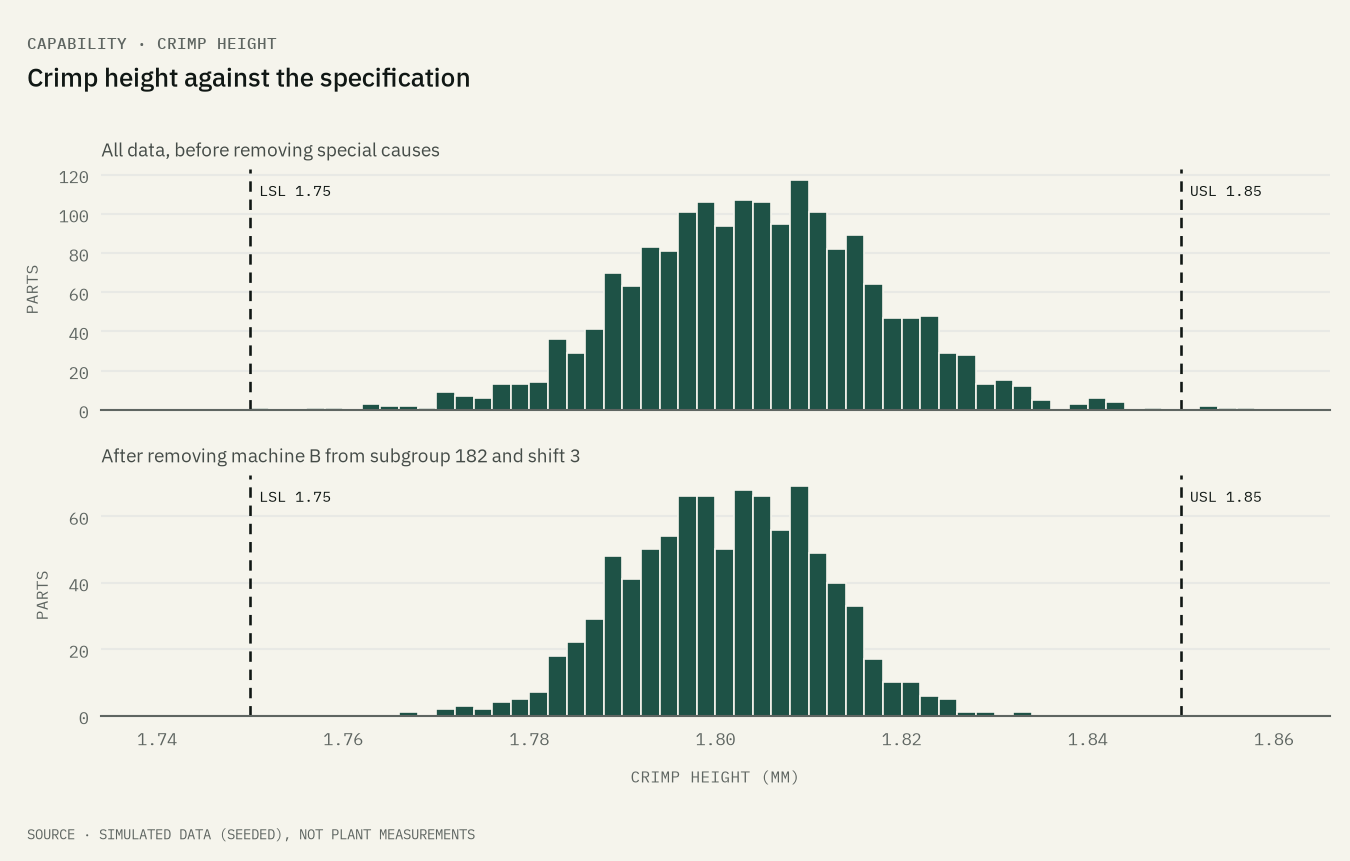 CAPABILITY · CRIMP HEIGHT
Crimp height against the specification
All data, before removing special causes
120
100
80
60
40
20
0
PARTS
LSL 1.75
USL 1.85
After removing machine B from subgroup 182 and shift 3
60
40
20
0
PARTS
LSL 1.75
USL 1.85
1.74 1.76 1.78 1.80 1.82 1.84 1.86
CRIMP HEIGHT (MM)
SOURCE · SIMULATED DATA (SEEDED), NOT PLANT MEASUREMENTS